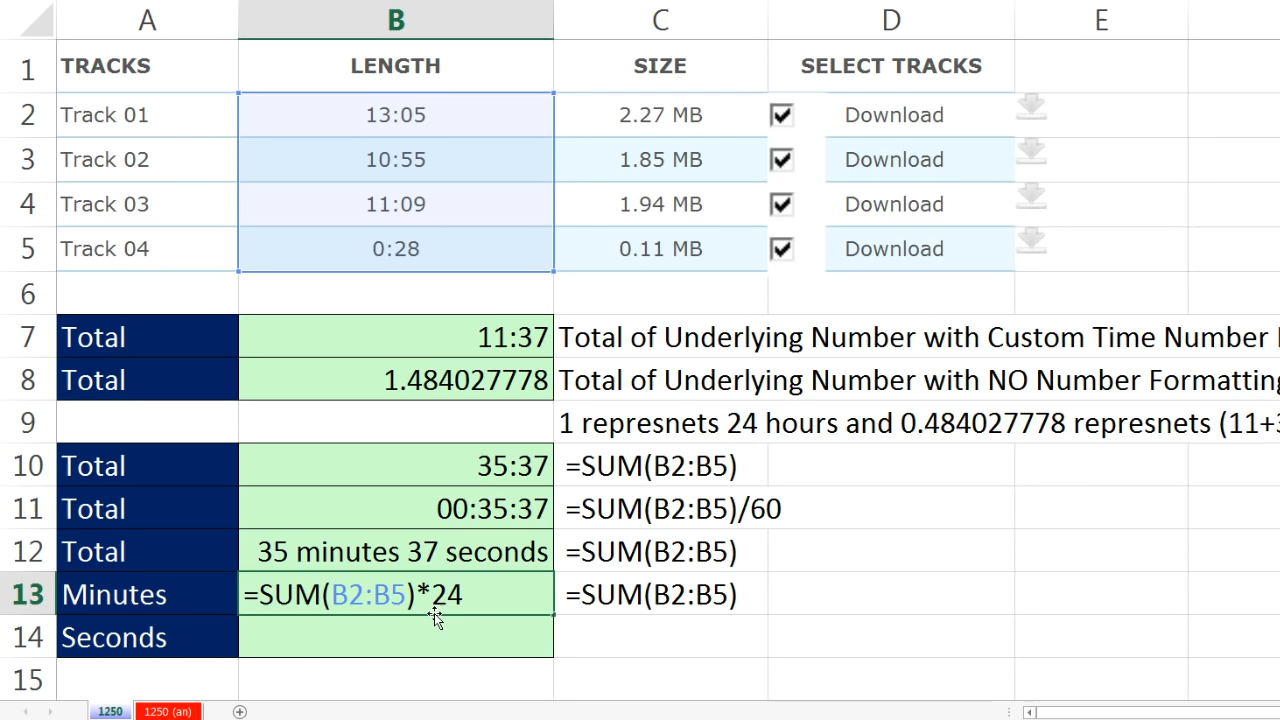 A B C D E
1 TRACKS LENGTH SIZE SELECT TRACKS
2 Track 01 13:05 2.27 MB Download
3 Track 02 10:55 1.85 MB Download
4 Track 03 11:09 1.94 MB Download
5 Track 04 0:28 0.11 MB Download
6
7 Total 11:37 Total of Underlying Number with Custom Time Number
8 Total 1.484027778 Total of Underlying Number with NO Number Formatting
9 1 represnets 24 hours and 0.484027778 represnets (11+
10 Total 35:37 =SUM(B2:B5)
11 Total 00:35:37 =SUM(B2:B5)/60
12 Total 35 minutes 37 seconds =SUM(B2:B5)
13 Minutes =SUM(B2:B5)*24 =SUM(B2:B5)
14 Seconds
15
1250 1250 (an)